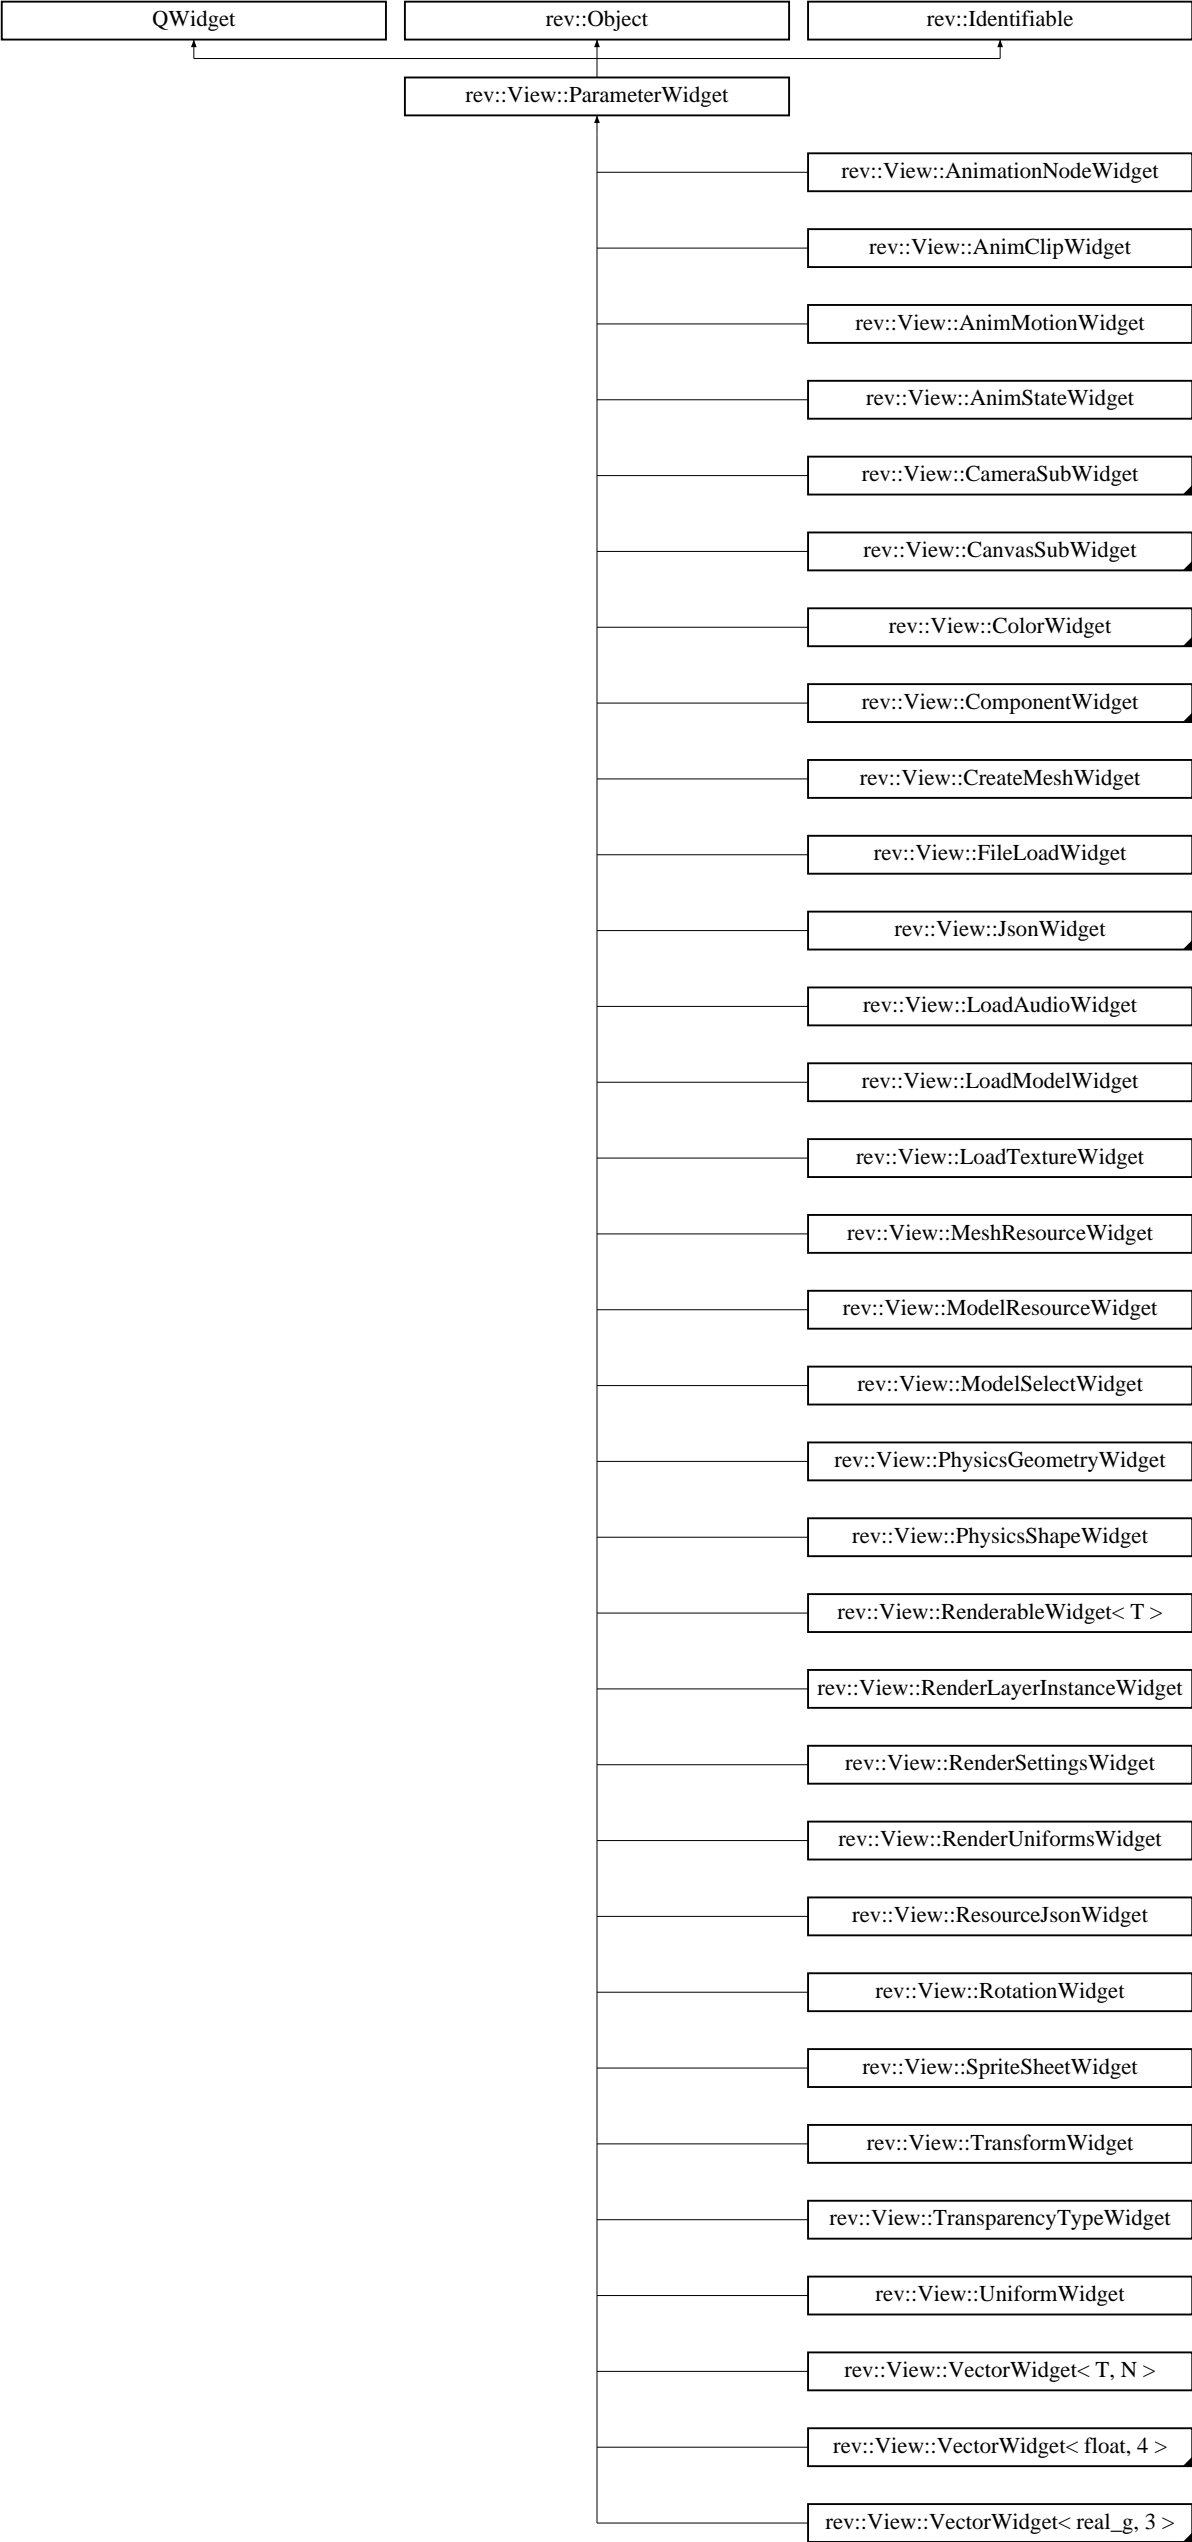 QWidget
rev::Object
rev::Identifiable
rev::View::ParameterWidget
rev::View::AnimationNodeWidget
rev::View::AnimClipWidget
rev::View::AnimMotionWidget
rev::View::AnimStateWidget
rev::View::CameraSubWidget
rev::View::CanvasSubWidget
rev::View::ColorWidget
rev::View::ComponentWidget
rev::View::CreateMeshWidget
rev::View::FileLoadWidget
rev::View::JsonWidget
rev::View::LoadAudioWidget
rev::View::LoadModelWidget
rev::View::LoadTextureWidget
rev::View::MeshResourceWidget
rev::View::ModelResourceWidget
rev::View::ModelSelectWidget
rev::View::PhysicsGeometryWidget
rev::View::PhysicsShapeWidget
rev::View::RenderableWidget< T >
rev::View::RenderLayerInstanceWidget
rev::View::RenderSettingsWidget
rev::View::RenderUniformsWidget
rev::View::ResourceJsonWidget
rev::View::RotationWidget
rev::View::SpriteSheetWidget
rev::View::TransformWidget
rev::View::TransparencyTypeWidget
rev::View::UniformWidget
rev::View::VectorWidget< T, N >
rev::View::VectorWidget< float, 4 >
rev::View::VectorWidget< real_g, 3 >